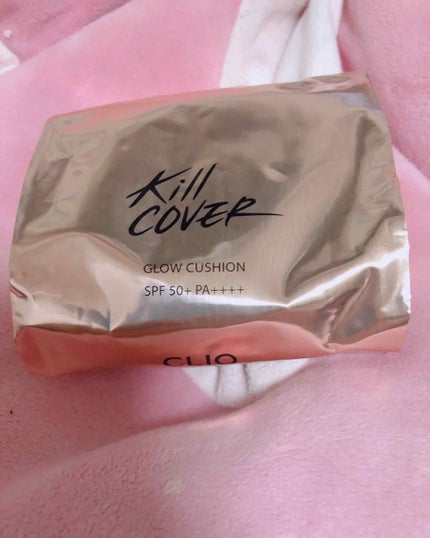 Kill
COVER
GLOW CUSHION
SPF 50+ PA++++
CLIO